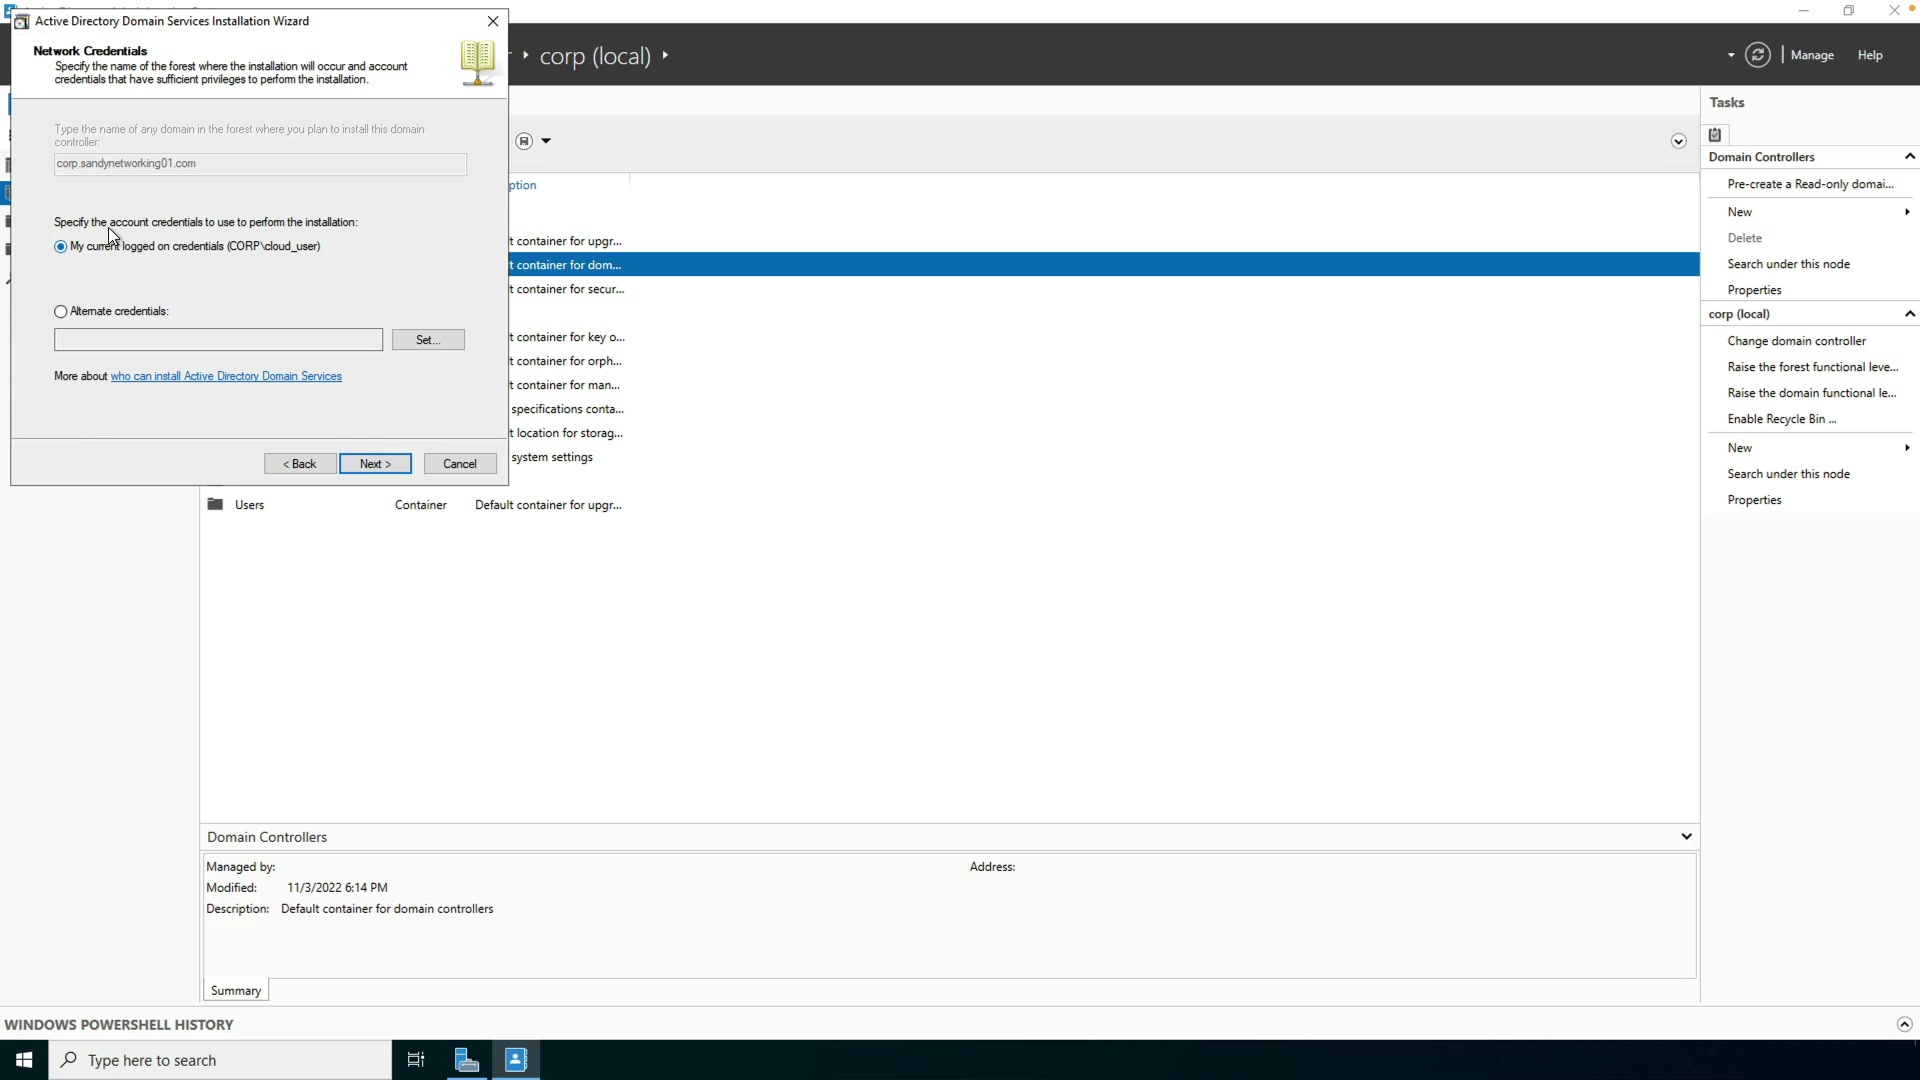 Active Directory Domain Services Installation Wizard
Network Credentials
Specify the name of the forest where the installation will occur and account
credentials that have sufficient privileges to perform the installation.
Type the name of any domain in the forest where you plan to install this domain
controller:
corp.sandynetworking01.com
Specify the account credentials to use to perform the installation:
My current logged on credentials (CORP\cloud_user)
Alternate credentials:
Set...
More about who can install Active Directory Domain Services
< Back
Next >
Cancel
corp (local)
Manage
Help
ption
t container for upgr...
t container for dom...
t container for secur...
t container for key o...
t container for orph...
t container for man...
specifications conta...
t location for storag...
system settings
Users Container Default container for upgr...
Domain Controllers
Managed by:
Address:
Modified: 11/3/2022 6:14 PM
Description: Default container for domain controllers
Summary
Tasks
Domain Controllers
Pre-create a Read-only domai...
New
Delete
Search under this node
Properties
corp (local)
Change domain controller
Raise the forest functional leve...
Raise the domain functional le...
Enable Recycle Bin ...
New
Search under this node
Properties
WINDOWS POWERSHELL HISTORY
Type here to search